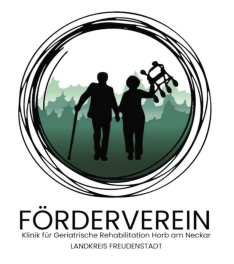 FÖRDERVEREIN
Klinik für Geriatrische Rehabilitation Horb am Neckar
LANDKREIS FREUDENSTADT